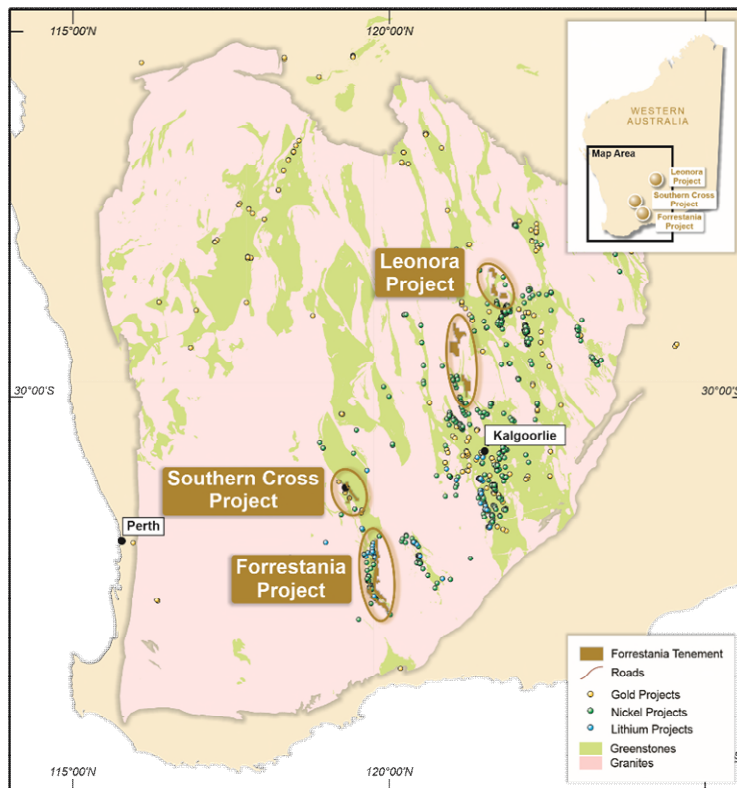 115°00'N
120°00'N
WESTERN
AUSTRALIA
Map Area
Leonora
Project
Southern Cross
Project
Forrestania
Project
Leonora
Project
30°00'S
30°00'S
Kalgoorlie
Southern Cross
Project
Perth
Forrestania
Project
Forrestania Tenement
Roads
Gold Projects
Nickel Projects
Lithium Projects
Greenstones
Granites
115°00'N
120°00'N